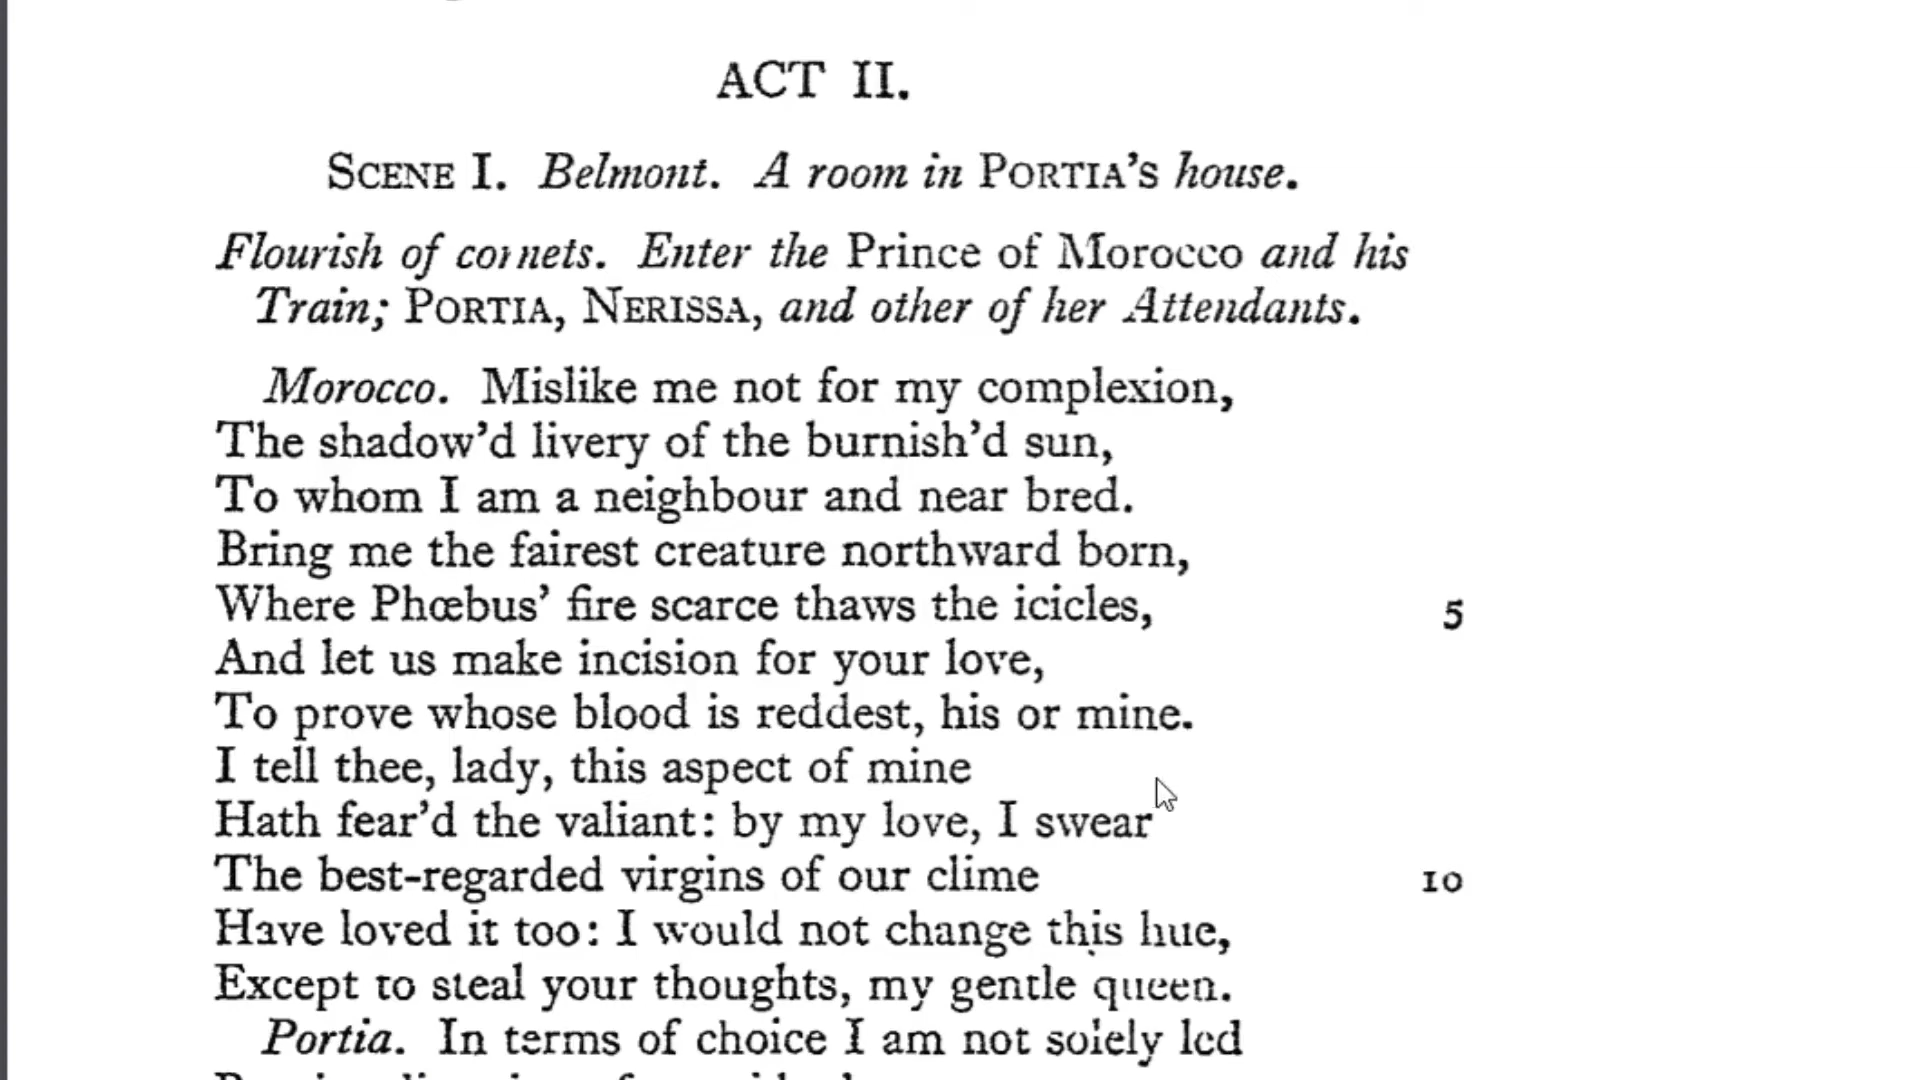 ACT II.
SCENE I. Belmont. A room in PORTIA'S house.
Flourish of cornets. Enter the Prince of Morocco and his
Train; PORTIA, NERISSA, and other of her Attendants.
Morocco. Mislike me not for my complexion,
The shadow'd livery of the burnish'd sun,
To whom I am a neighbour and near bred.
Bring me the fairest creature northward born,
Where Phœbus' fire scarce thaws the icicles, 5
And let us make incision for your love,
To prove whose blood is reddest, his or mine.
I tell thee, lady, this aspect of mine
Hath fear'd the valiant: by my love, I swear
The best-regarded virgins of our clime 10
Have loved it too: I would not change this hue,
Except to steal your thoughts, my gentle queen.
Portia. In terms of choice I am not solely led